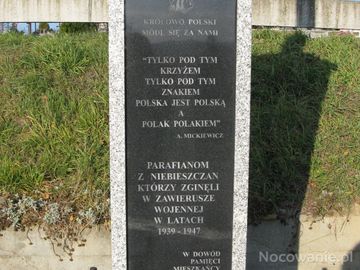 KRÓLOWO POLSKI
MÓDL SIĘ ZA NAMI
"TYLKO POD TYM
KRZYŻEM
TYLKO POD TYM
ZNAKIEM
POLSKA JEST POLSKĄ
A
POLAK POLAKIEM"
- A. MICKIEWICZ
PARAFIANOM
Z NIEBIESZCZAN
KTÓRZY ZGINĘLI
W ZAWIERUSZE
WOJENNEJ
W LATACH
1939 - 1947
W DOWÓD
PAMIĘCI
MIESZKAŃCY
Nocowanie.pl